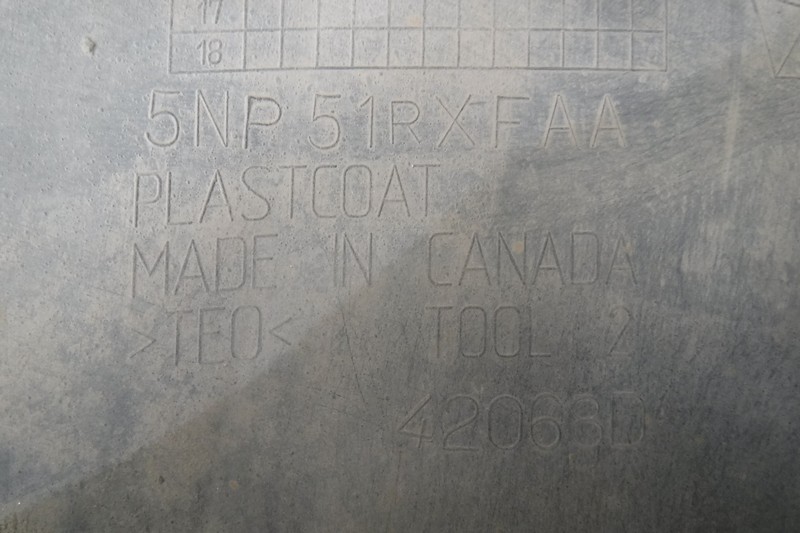 17
18
5NP 51RXFAA
PLASTCOAT
MADE IN CANADA
>TEO< TOOL 2
42063D